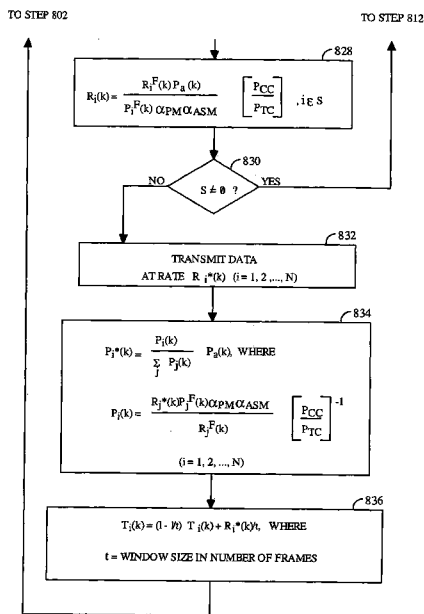 TO STEP 802
TO STEP 812
828
R_i(k) = R_i^F(k) P_a(k) / P_i^F(k) α_PM α_ASM [P_CC / P_TC] , i ε S
830
NO
S ≠ 0 ?
YES
832
TRANSMIT DATA
AT RATE R_i*(k) (i = 1, 2 ,..., N)
834
P_i*(k) = P_i(k) / Σ_j P_j(k) P_a(k), WHERE
P_i(k) = R_j*(k)P_j^F(k)α_PM α_ASM / R_j^F(k) [P_CC / P_TC]^-1
(i = 1, 2, ..., N)
836
T_i(k) = (1 - 1/t) T_i(k) + R_i*(k)/t, WHERE
t = WINDOW SIZE IN NUMBER OF FRAMES